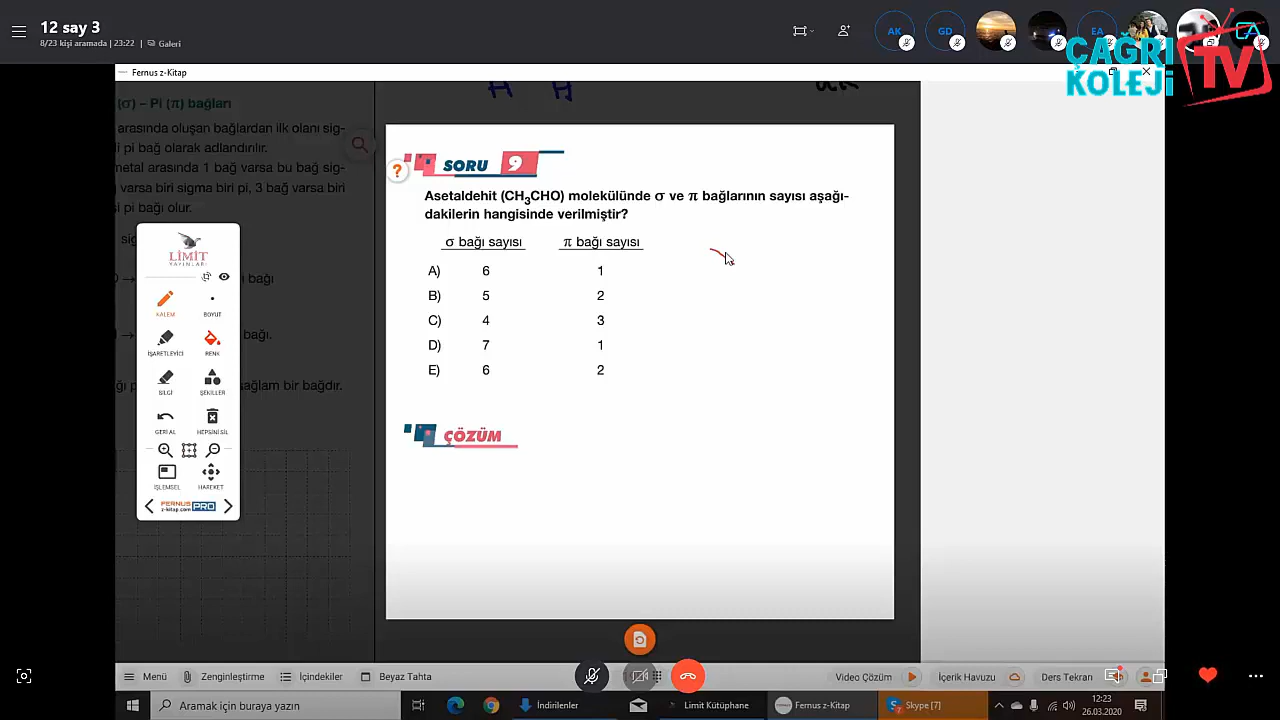 12 say 3
8/23 kişi aramada | 23:22 | Galeri
AK
GD
EA
ÇAĞRI
KOLEJİ
TV
Fernus z-Kitap
(σ) – Pi (π) bağları
arasında oluşan bağlardan ilk olanı sig-
li pi bağ olarak adlandırılır.
metal arasında 1 bağ varsa bu bağ sig-
varsa biri sigma biri pi, 3 bağ varsa biri
si pi bağı olur.
sağlam bir bağdır.
LİMİT
YAYINLARI
KALEM
BOYUT
İŞARETLEYİCİ
RENK
SİLGİ
ŞEKİLLER
GERİ AL
HEPSİNİ SİL
İŞLEMSEL
HAREKET
FERNUS
z-kitap.com PRO
SORU 9
Asetaldehit (CH₃CHO) molekülünde σ ve π bağlarının sayısı aşağı-
dakilerin hangisinde verilmiştir?
σ bağı sayısı π bağı sayısı
A) 6 1
B) 5 2
C) 4 3
D) 7 1
E) 6 2
ÇÖZÜM
Menü
Zenginleştirme
İçindekiler
Beyaz Tahta
Video Çözüm
İçerik Havuzu
Ders Tekrarı
Aramak için buraya yazın
İndirilenler
Limit Kütüphane
Fernus z-Kitap
Skype [7]
12:23
26.03.2020